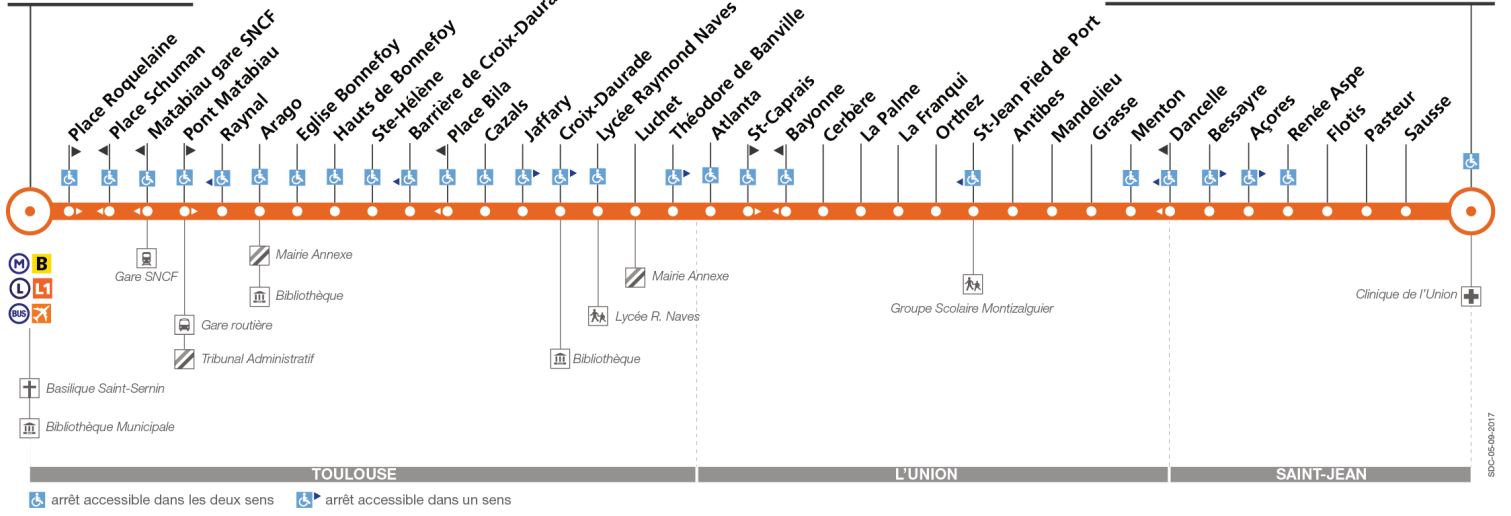 Place Roquelaine
Place Schuman
Matabiau gare SNCF
Pont Matabiau
Raynal
Arago
Eglise Bonnefoy
Hauts de Bonnefoy
Ste-Hélène
Barrière de Croix-Daurade
Place Bila
Cazals
Jaffary
Croix-Daurade
Lycée Raymond Naves
Luchet
Théodore de Banville
Atlanta
St-Caprais
Bayonne
Cerbère
La Palme
La Franqui
Orthez
St-Jean Pied de Port
Antibes
Mandelieu
Grasse
Menton
Dancelle
Bessayre
Açores
Renée Aspe
Flotis
Pasteur
Sausse
M B
L L1
BUS
Gare SNCF
Mairie Annexe
Bibliothèque
Gare routière
Tribunal Administratif
Mairie Annexe
Lycée R. Naves
Bibliothèque
Groupe Scolaire Montizalguier
Clinique de l'Union
Basilique Saint-Sernin
Bibliothèque Municipale
SDC-05-09-2017
TOULOUSE
L'UNION
SAINT-JEAN
arrêt accessible dans les deux sens
arrêt accessible dans un sens